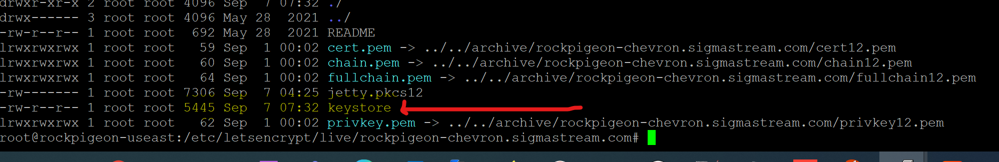 drwxr-xr-x 2 root root 4096 Sep  7 07:32 ./
drwx------ 3 root root 4096 May 28  2021 ../
-rw-r--r-- 1 root root  692 May 28  2021 README
lrwxrwxrwx 1 root root   59 Sep  1 00:02 cert.pem -> ../../archive/rockpigeon-chevron.sigmastream.com/cert12.pem
lrwxrwxrwx 1 root root   60 Sep  1 00:02 chain.pem -> ../../archive/rockpigeon-chevron.sigmastream.com/chain12.pem
lrwxrwxrwx 1 root root   64 Sep  1 00:02 fullchain.pem -> ../../archive/rockpigeon-chevron.sigmastream.com/fullchain12.pem
-rw------- 1 root root 7306 Sep  7 04:25 jetty.pkcs12
-rw-r--r-- 1 root root 5445 Sep  7 07:32 keystore
lrwxrwxrwx 1 root root   62 Sep  1 00:02 privkey.pem -> ../../archive/rockpigeon-chevron.sigmastream.com/privkey12.pem
root@rockpigeon-useast:/etc/letsencrypt/live/rockpigeon-chevron.sigmastream.com#